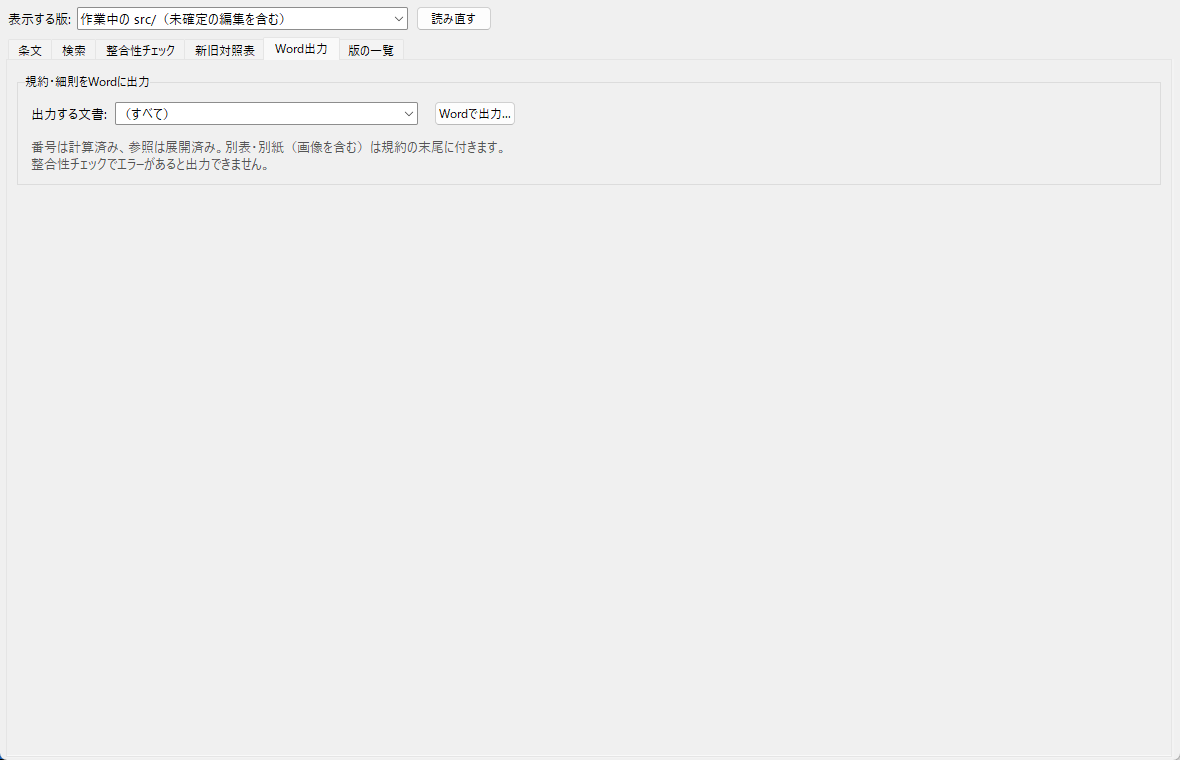 表示する版: 作業中の src/（未確定の編集を含む） 読み直す
条文 検索 整合性チェック 新旧対照表 Word出力 版の一覧
規約・細則をWordに出力
出力する文書: （すべて） Wordで出力...
番号は計算済み、参照は展開済み。別表・別紙（画像を含む）は規約の末尾に付きます。
整合性チェックでエラーがあると出力できません。